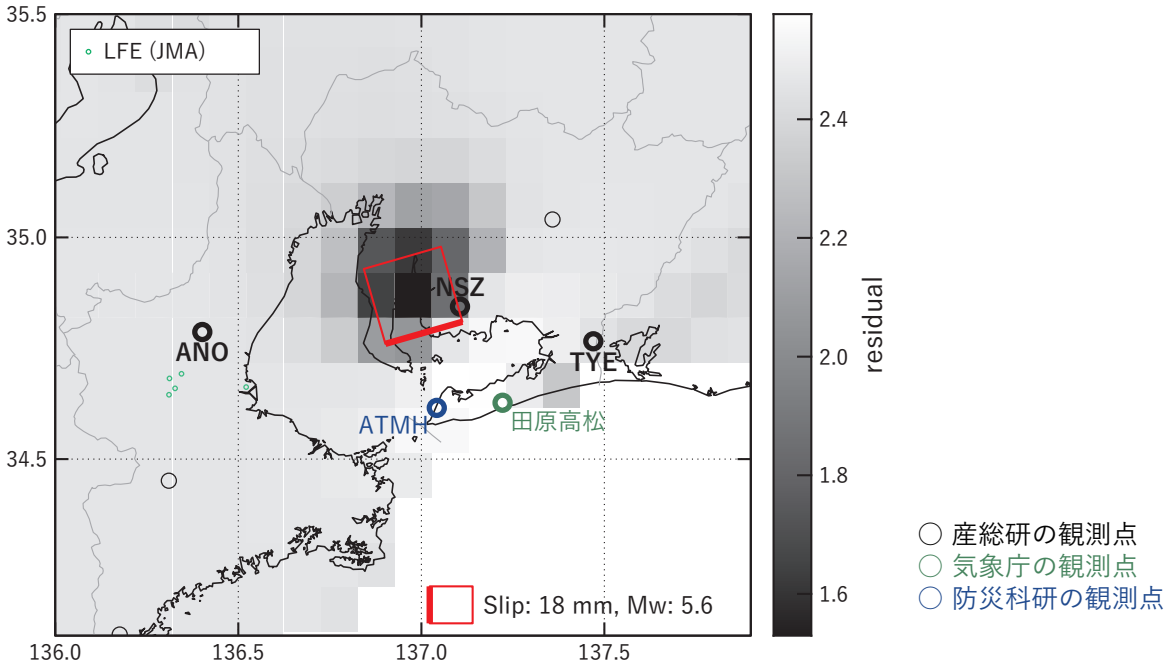 35.5
35.0
34.5
136.0
136.5
137.0
137.5
LFE (JMA)
NSZ
ANO
TYE
ATMH
田原高松
Slip: 18 mm, Mw: 5.6
2.4
2.2
2.0
1.8
1.6
residual
産総研の観測点
気象庁の観測点
防災科研の観測点